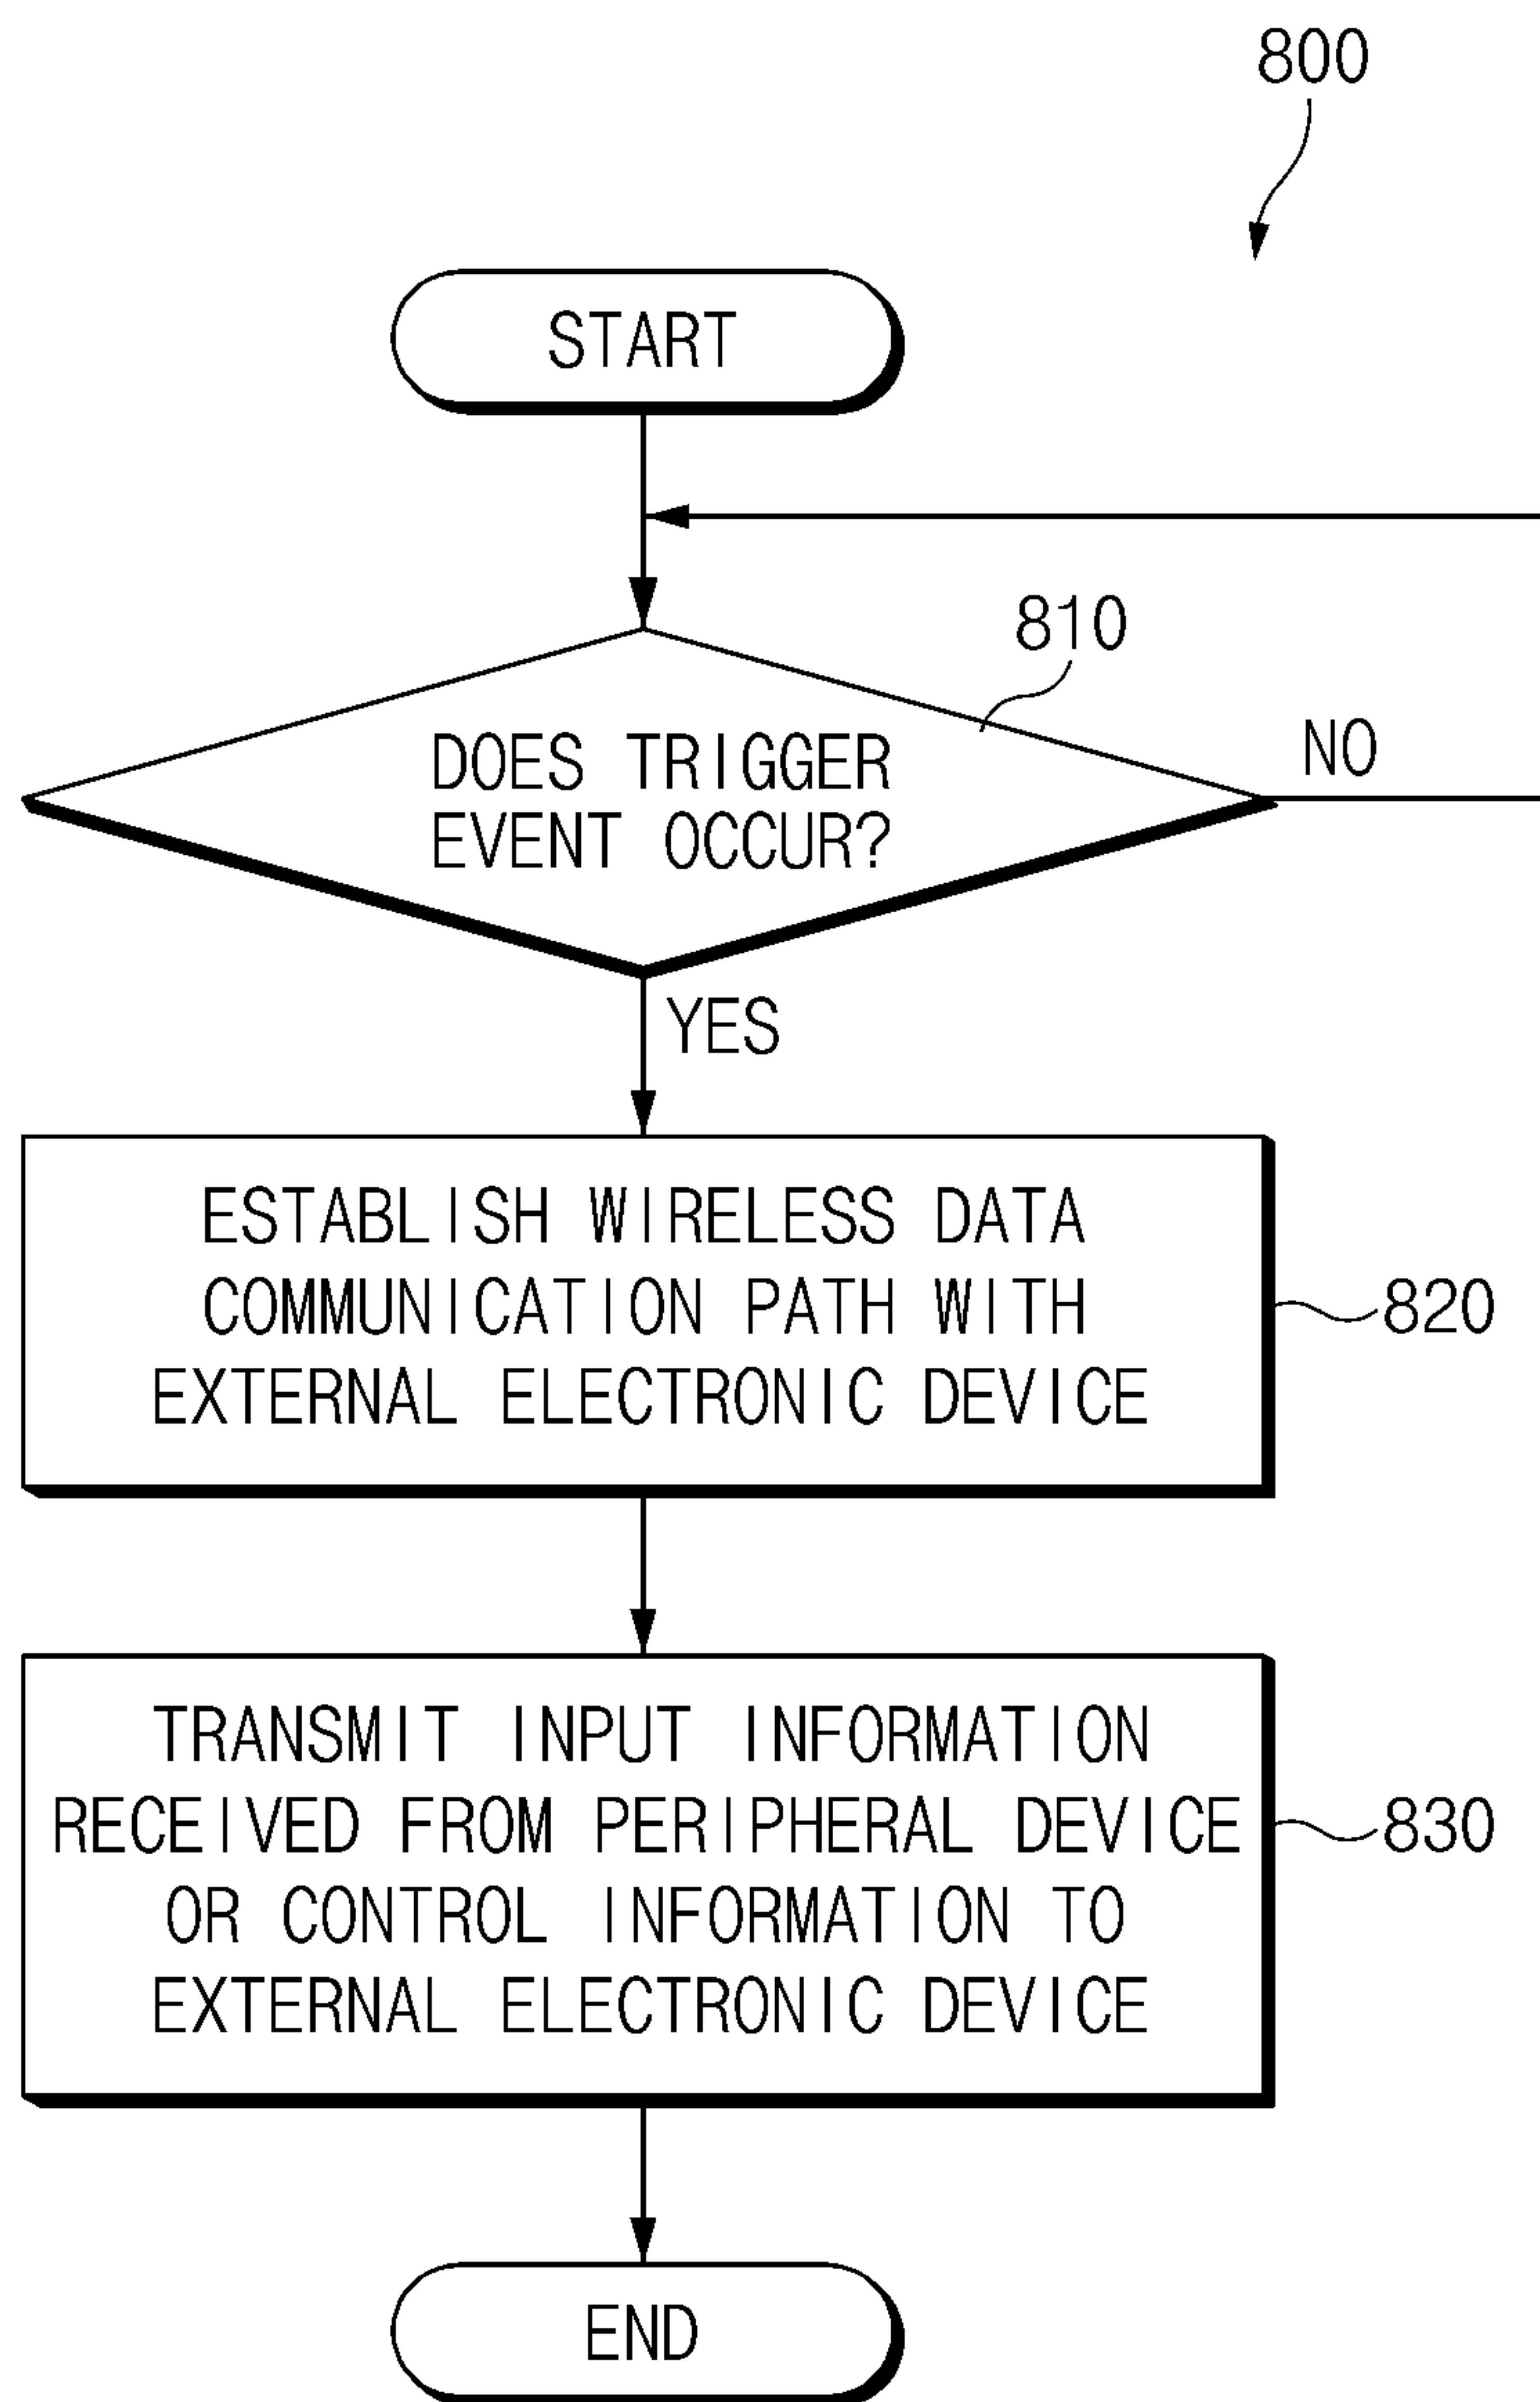 800
START
810
DOES TRIGGER
EVENT OCCUR?
NO
YES
ESTABLISH WIRELESS DATA
COMMUNICATION PATH WITH
EXTERNAL ELECTRONIC DEVICE
820
TRANSMIT INPUT INFORMATION
RECEIVED FROM PERIPHERAL DEVICE
OR CONTROL INFORMATION TO
EXTERNAL ELECTRONIC DEVICE
830
END